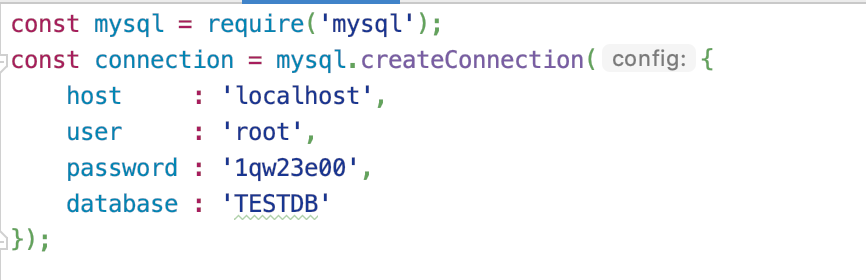 const mysql = require('mysql');
const connection = mysql.createConnection( config: {
    host     : 'localhost',
    user     : 'root',
    password : '1qw23e00',
    database : 'TESTDB'
});